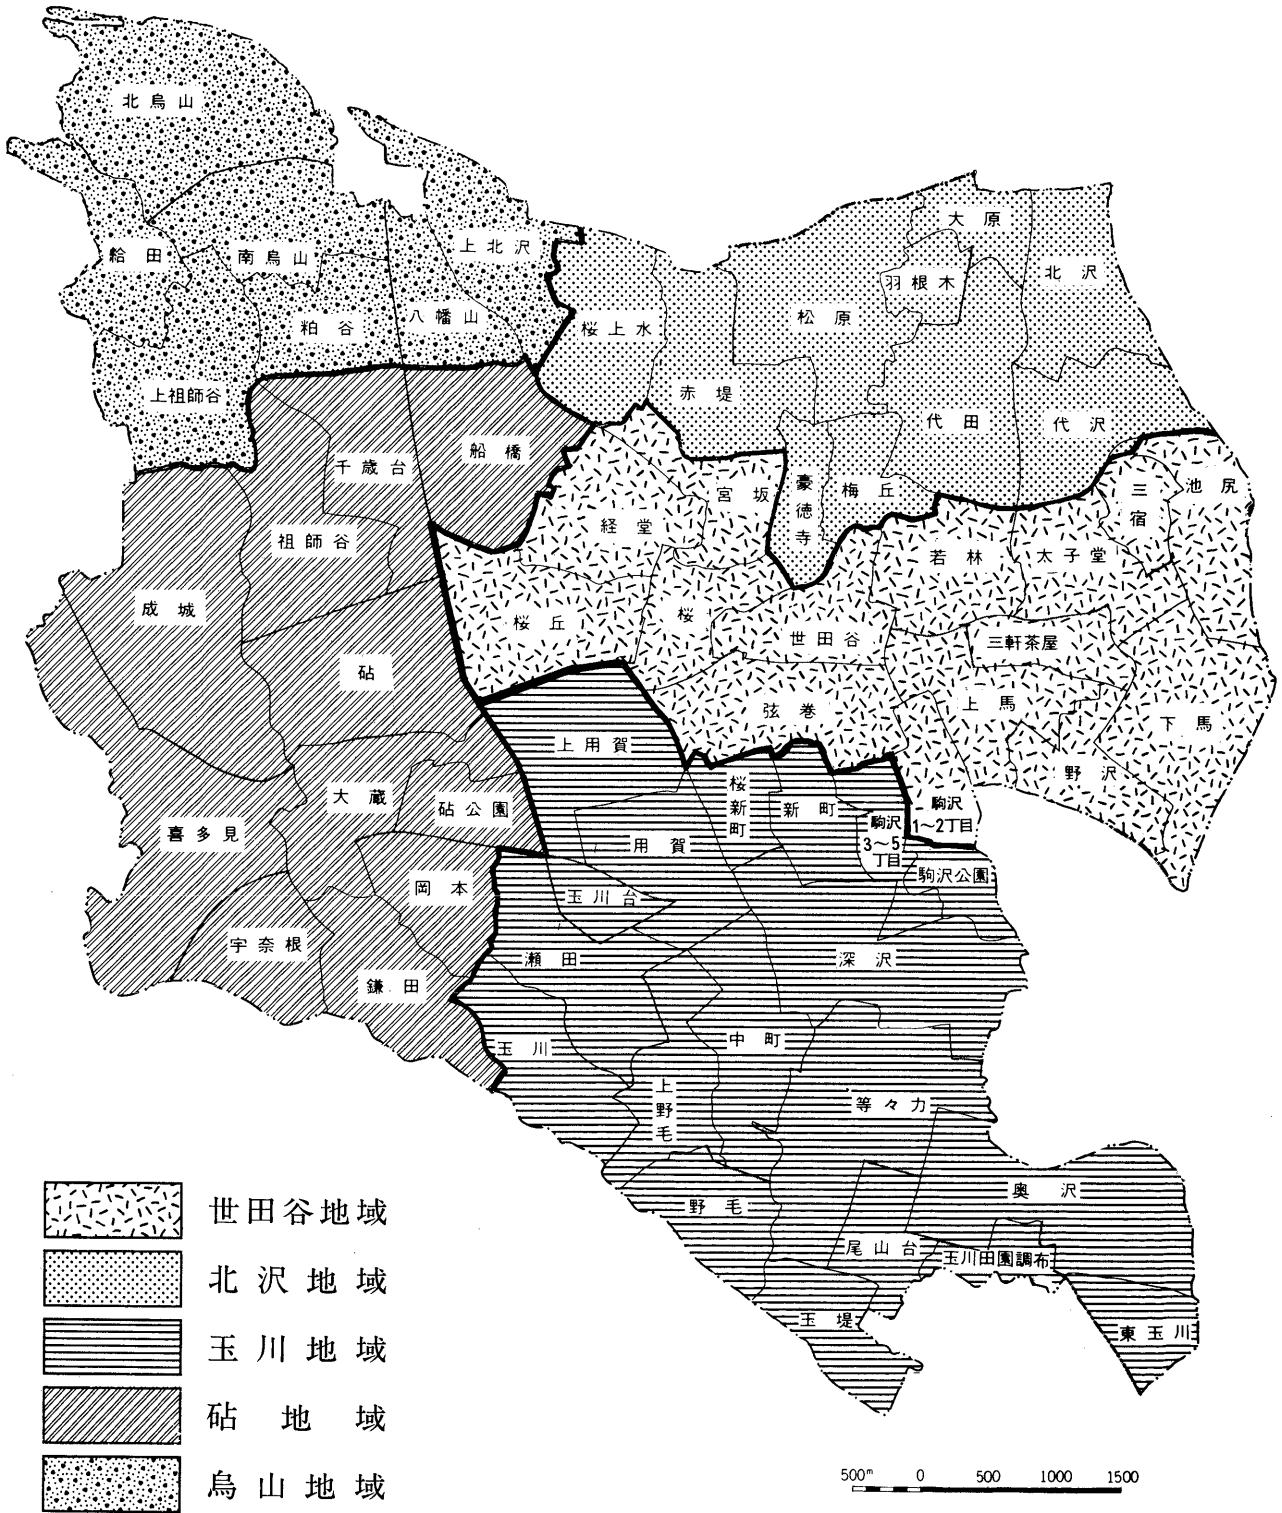 北烏山
給田
南烏山
上北沢
粕谷
八幡山
上祖師谷
大原
羽根木
北沢
桜上水
松原
赤堤
代田
代沢
豪徳寺
梅丘
船橋
千歳台
祖師谷
成城
砧
大蔵
砧公園
喜多見
岡本
宇奈根
鎌田
宮坂
経堂
三宿
池尻
若林
太子堂
桜丘
桜
世田谷
三軒茶屋
弦巻
上馬
下馬
野沢
駒沢
1〜2丁目
上用賀
桜新町
新町
駒沢
3〜5
丁目
用賀
駒沢公園
玉川台
瀬田
深沢
玉川
中町
上野毛
等々力
野毛
奥沢
尾山台
玉川田園調布
玉堤
東玉川
世田谷地域
北沢地域
玉川地域
砧地域
烏山地域
500m 0 500 1000 1500